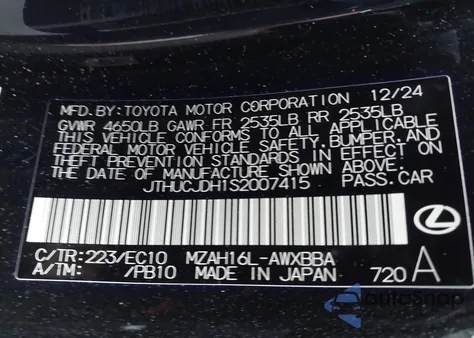 MFD.BY:TOYOTA MOTOR CORPORATION 12/24
GVWR 4650LB GAWR FR 2535LB RR 2535LB
THIS VEHICLE CONFORMS TO ALL APPLICABLE
FEDERAL MOTOR VEHICLE SAFETY, BUMPER, AND
THEFT PREVENTION STANDARDS IN EFFECT ON
THE DATE OF MANUFACTURE SHOWN ABOVE.
JTHUCJDH1S2007415 PASS.CAR
C/TR:223/EC10 MZAH16L-AWXBBA
A/TM: /PB10 MADE IN JAPAN 720 A
autoSnap